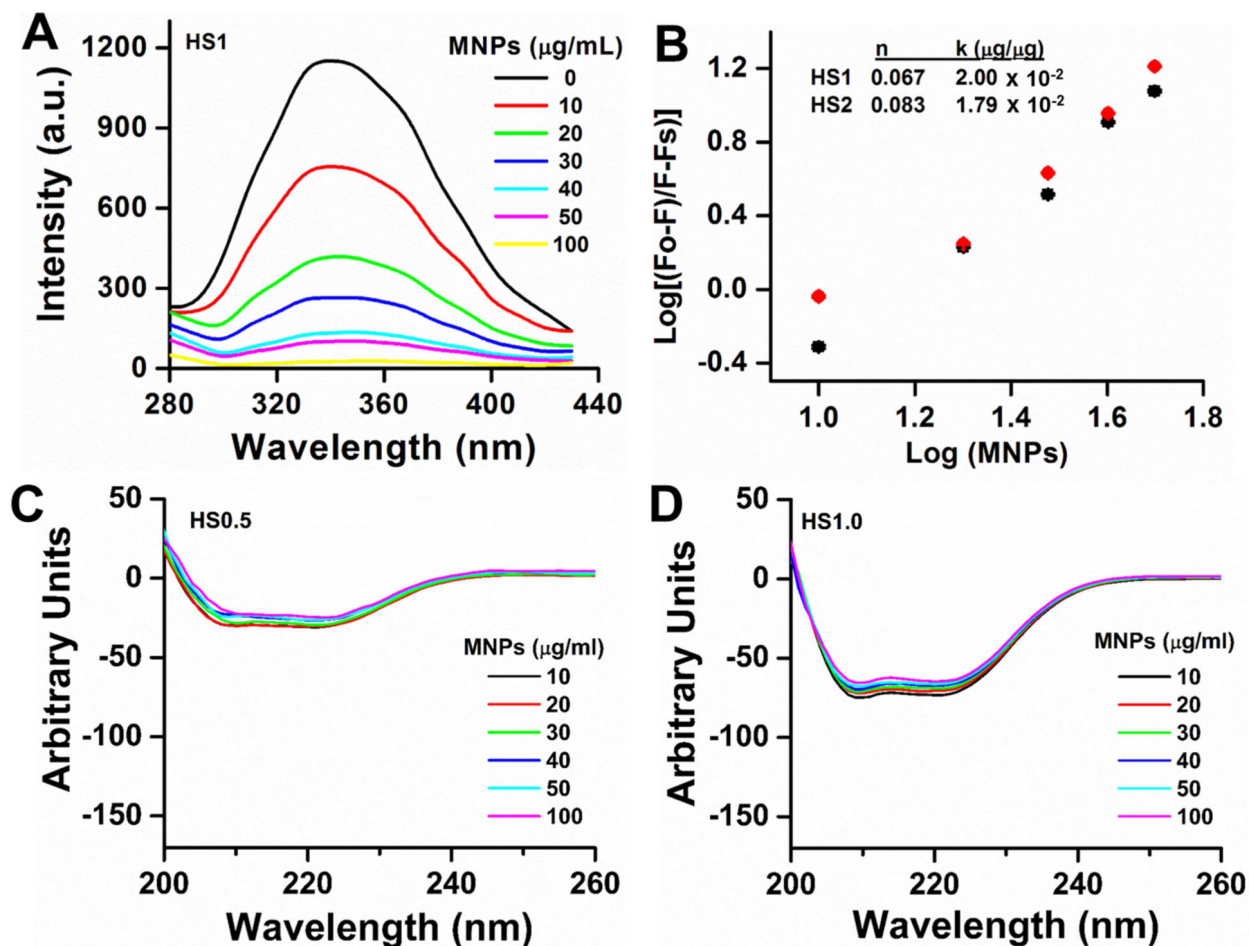 A
HS1
MNPs (μg/mL)
0
10
20
30
40
50
100
1200
900
600
300
0
Intensity (a.u.)
280 320 360 400 440
Wavelength (nm)
B
n k (μg/μg)
HS1 0.067 2.00 x 10-2
HS2 0.083 1.79 x 10-2
1.2
0.8
0.4
0.0
-0.4
Log[(Fo-F)/F-Fs)]
1.0 1.2 1.4 1.6 1.8
Log (MNPs)
C
HS0.5
50
0
-50
-100
-150
Arbitrary Units
MNPs (μg/ml)
10
20
30
40
50
100
200 220 240 260
Wavelength (nm)
D
HS1.0
50
0
-50
-100
-150
Arbitrary Units
MNPs (μg/ml)
10
20
30
40
50
100
200 220 240 260
Wavelength (nm)